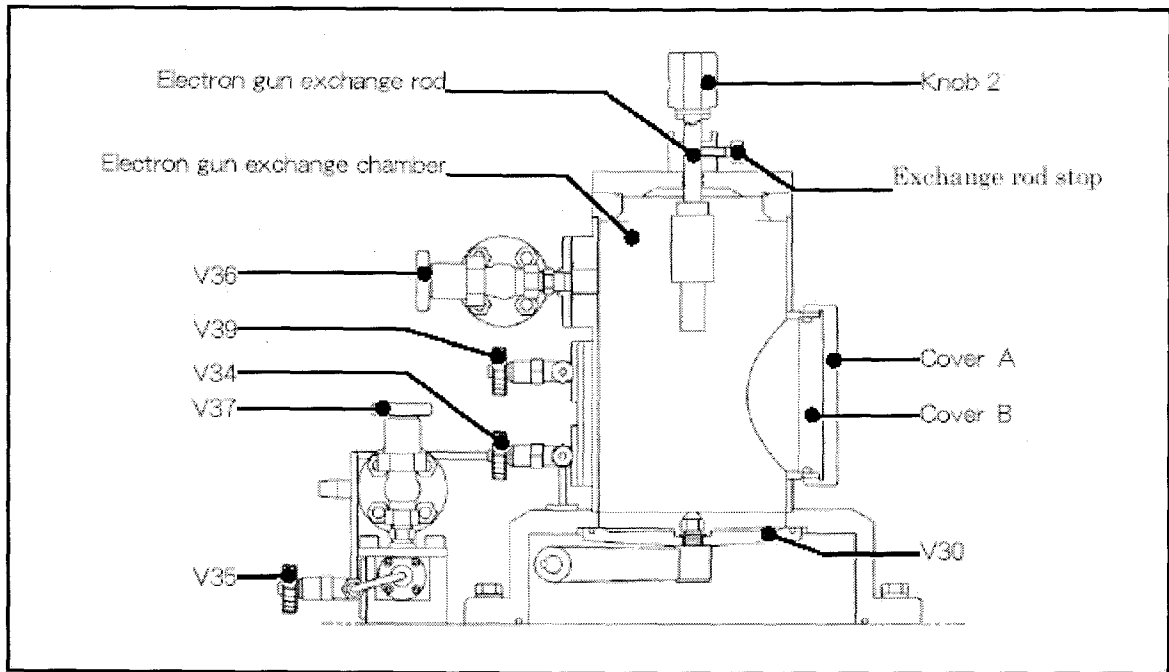 Electron gun exchange rod
Knob 2
Electron gun exchange chamber
Exchange rod stop
V36
V39
Cover A
V34
V37
Cover B
V30
V35